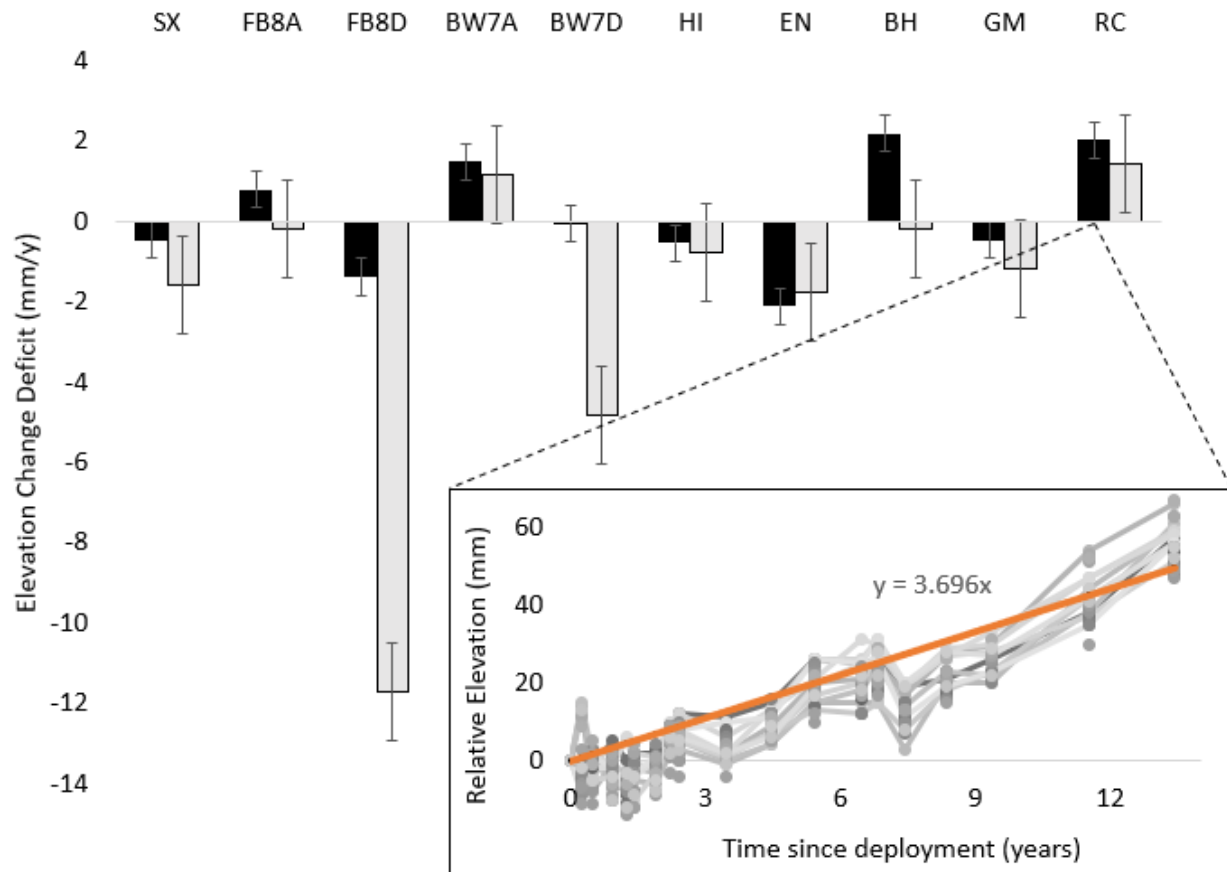 SX FB8A FB8D BW7A BW7D HI EN BH GM RC
4
2
0
-2
-4
-6
-8
-10
-12
-14
Elevation Change Deficit (mm/y)
60
40
20
0
Relative Elevation (mm)
y = 3.696x
0 3 6 9 12
Time since deployment (years)